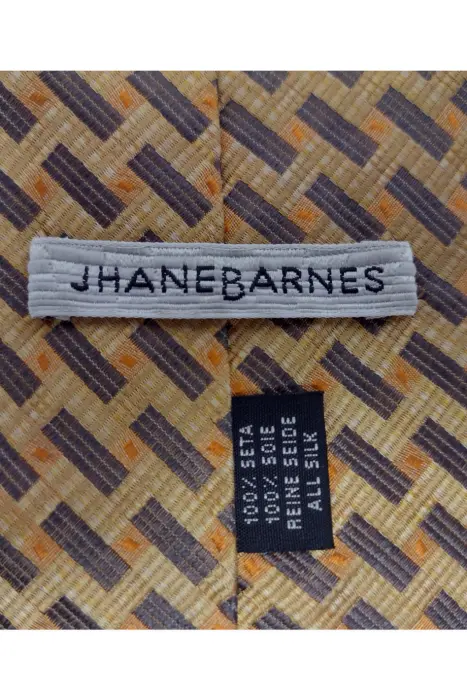 JHANEBARNES
100% SETA
100% SOIE
REINE SEIDE
ALL SILK